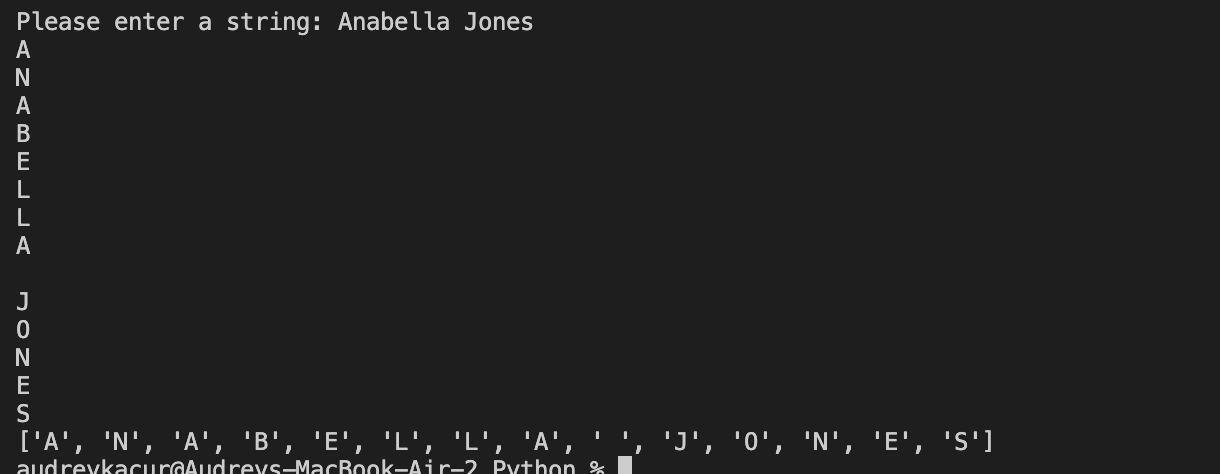 Please enter a string: Anabella Jones
A
N
A
B
E
L
L
A

J
O
N
E
S
['A', 'N', 'A', 'B', 'E', 'L', 'L', 'A', ' ', 'J', 'O', 'N', 'E', 'S']
audreykacur@Audreys-MacBook-Air-2 Python %